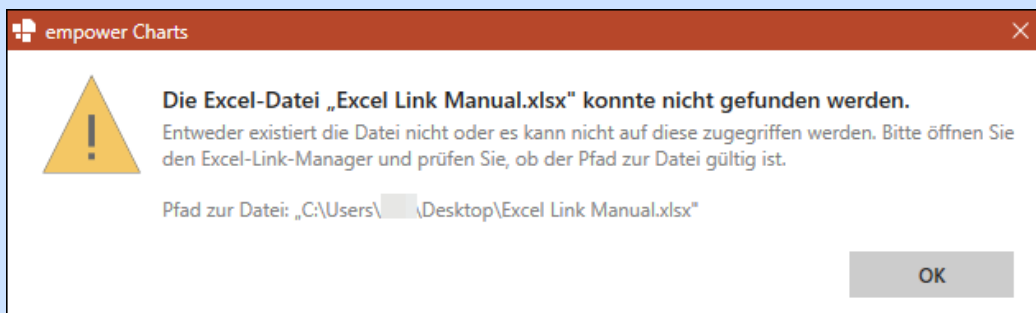 empower Charts
Die Excel-Datei „Excel Link Manual.xlsx" konnte nicht gefunden werden.
Entweder existiert die Datei nicht oder es kann nicht auf diese zugegriffen werden. Bitte öffnen Sie
den Excel-Link-Manager und prüfen Sie, ob der Pfad zur Datei gültig ist.
Pfad zur Datei: „C:\Users\ \Desktop\Excel Link Manual.xlsx"
OK